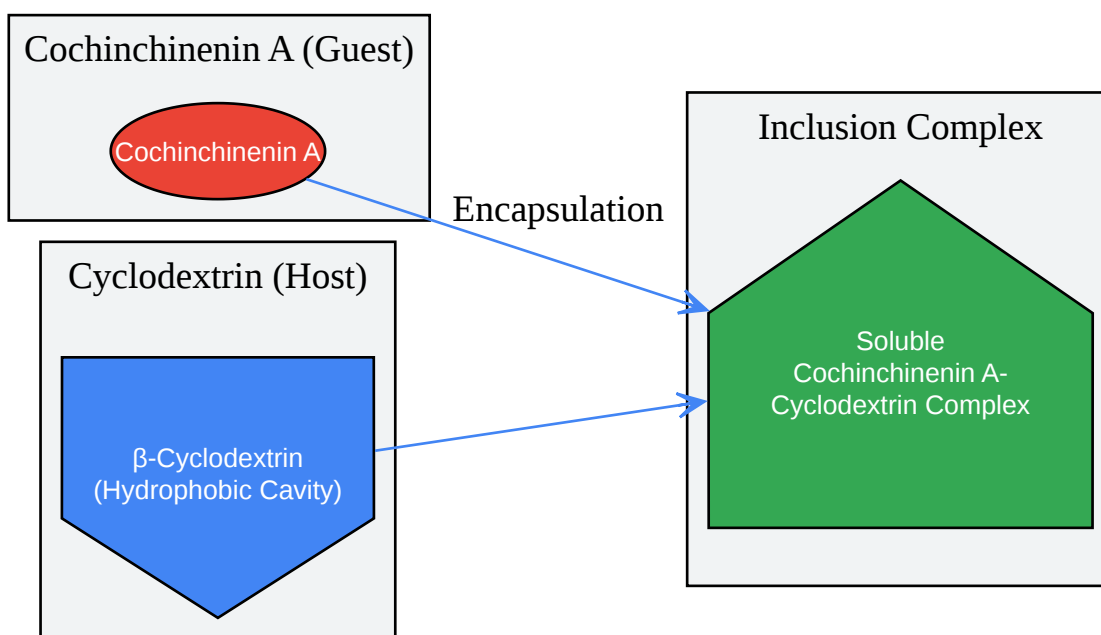 Cochinchinenin A (Guest)
Cochinchinenin A
Encapsulation
Cyclodextrin (Host)
β-Cyclodextrin
(Hydrophobic Cavity)
Inclusion Complex
Soluble
Cochinchinenin A-
Cyclodextrin Complex